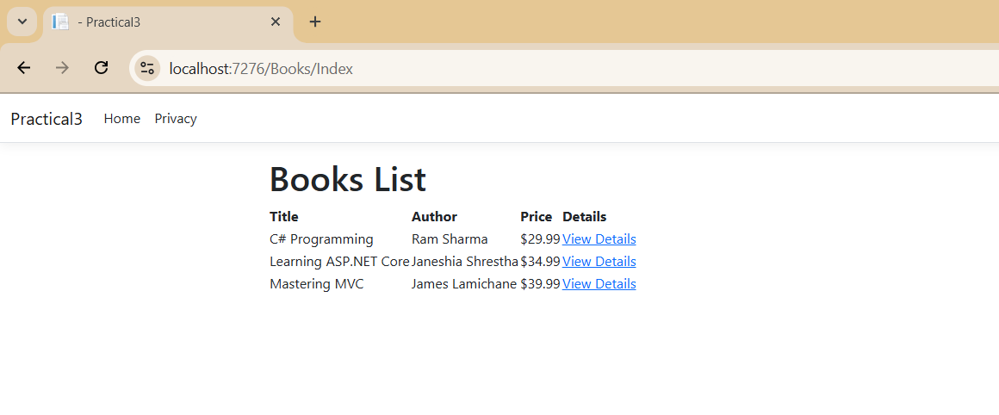 - Practical3
localhost:7276/Books/Index
Practical3 Home Privacy
Books List
Title Author Price Details
C# Programming Ram Sharma $29.99 View Details
Learning ASP.NET Core Janeshia Shrestha $34.99 View Details
Mastering MVC James Lamichane $39.99 View Details